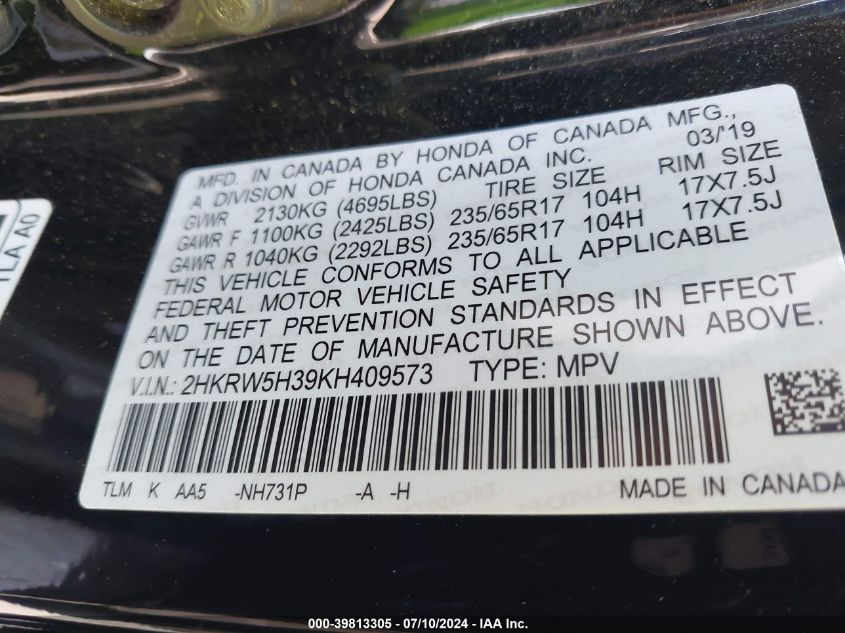 MFD. IN CANADA BY HONDA OF CANADA MFG.,
A DIVISION OF HONDA CANADA INC. 03/'19
GVWR 2130KG (4695LBS) TIRE SIZE RIM SIZE
GAWR F 1100KG (2425LBS) 235/65R17 104H 17X7.5J
GAWR R 1040KG (2292LBS) 235/65R17 104H 17X7.5J
THIS VEHICLE CONFORMS TO ALL APPLICABLE
FEDERAL MOTOR VEHICLE SAFETY
AND THEFT PREVENTION STANDARDS IN EFFECT
ON THE DATE OF MANUFACTURE SHOWN ABOVE.
V.I.N.: 2HKRW5H39KH409573 TYPE: MPV
TLM K AA5 -NH731P -A -H MADE IN CANADA
TLA A0
000-39813305 / 07/10/2024 - IAA Inc.